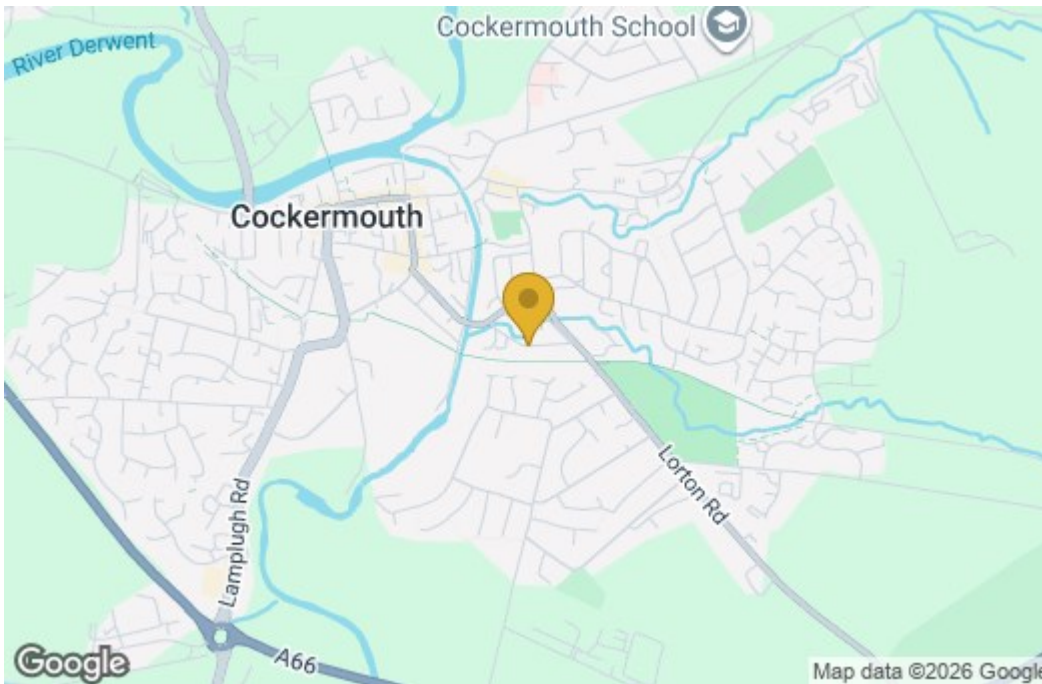 Cockermouth School
River Derwent
Cockermouth
Lorton Rd
Lamplugh Rd
A66
Google
Map data ©2026 Google